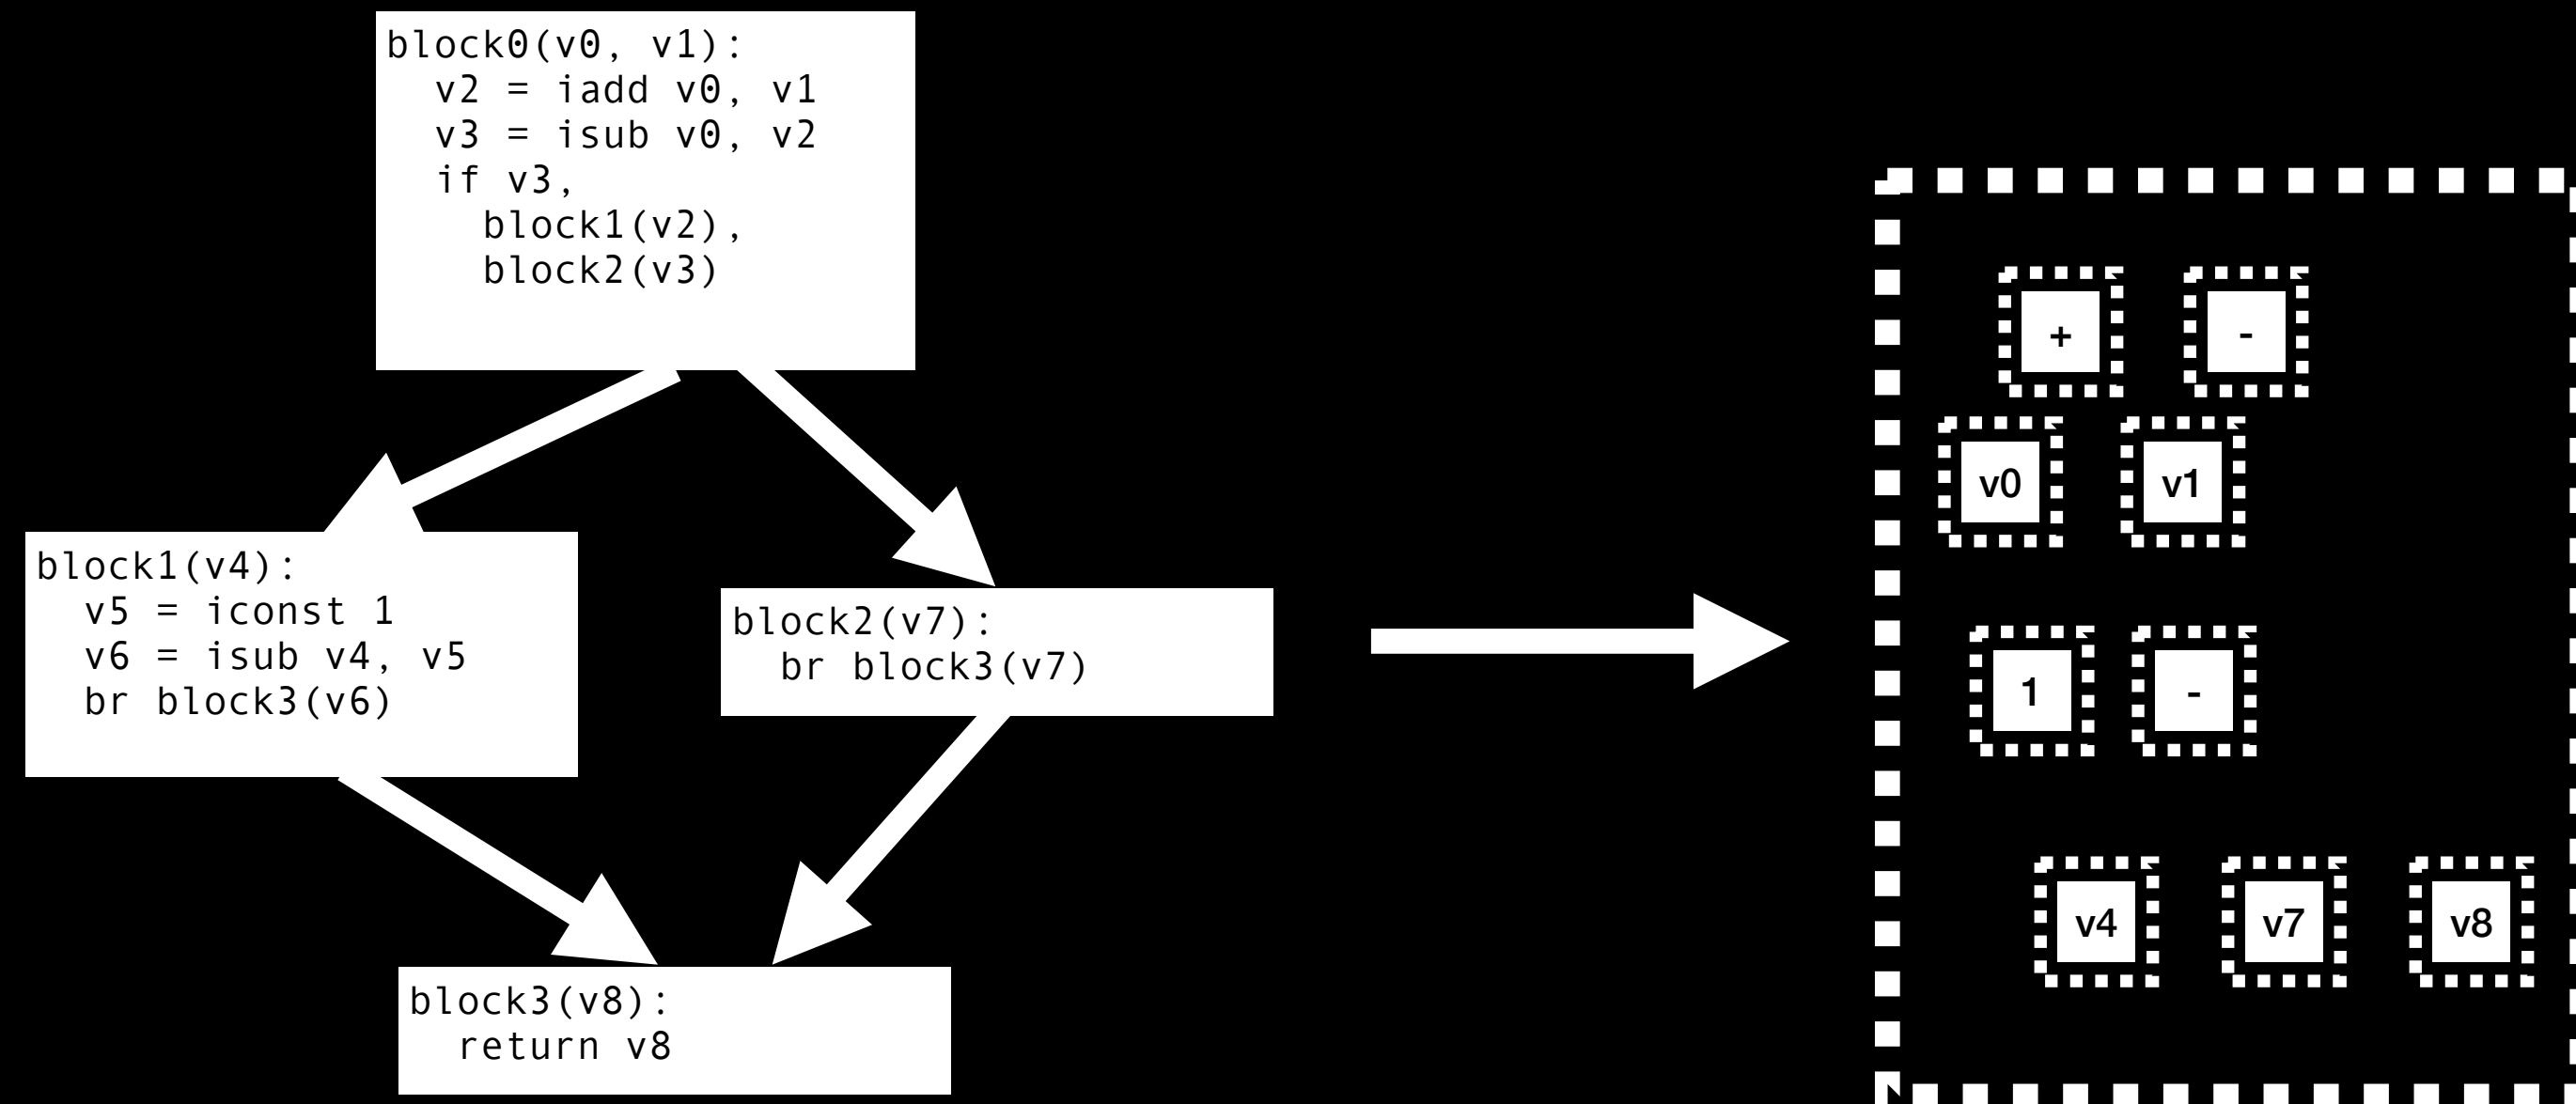 block0(v0, v1):
  v2 = iadd v0, v1
  v3 = isub v0, v2
  if v3,
    block1(v2),
    block2(v3)
block1(v4):
  v5 = iconst 1
  v6 = isub v4, v5
  br block3(v6)
block2(v7):
  br block3(v7)
block3(v8):
  return v8
+ -
v0 v1
1 -
v4 v7 v8